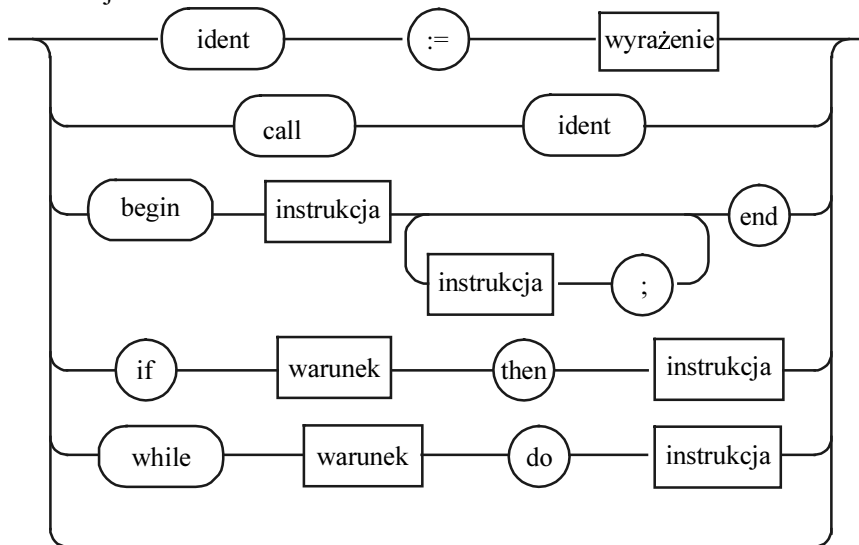 ident := wyrażenie
call ident
begin instrukcja end
instrukcja ;
if warunek then instrukcja
while warunek do instrukcja